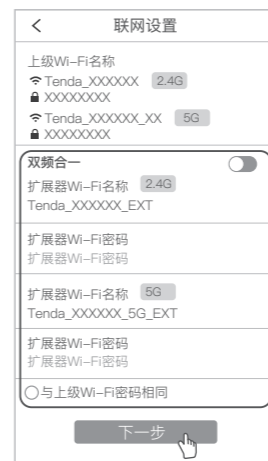 联网设置
上级Wi-Fi名称
Tenda_XXXXXX 2.4G
XXXXXXXX
Tenda_XXXXXX_XX 5G
XXXXXXXX
双频合一
扩展器Wi-Fi名称 2.4G
Tenda_XXXXXX_EXT
扩展器Wi-Fi密码
扩展器Wi-Fi密码
扩展器Wi-Fi名称 5G
Tenda_XXXXXX_5G_EXT
扩展器Wi-Fi密码
扩展器Wi-Fi密码
与上级Wi-Fi密码相同
下一步